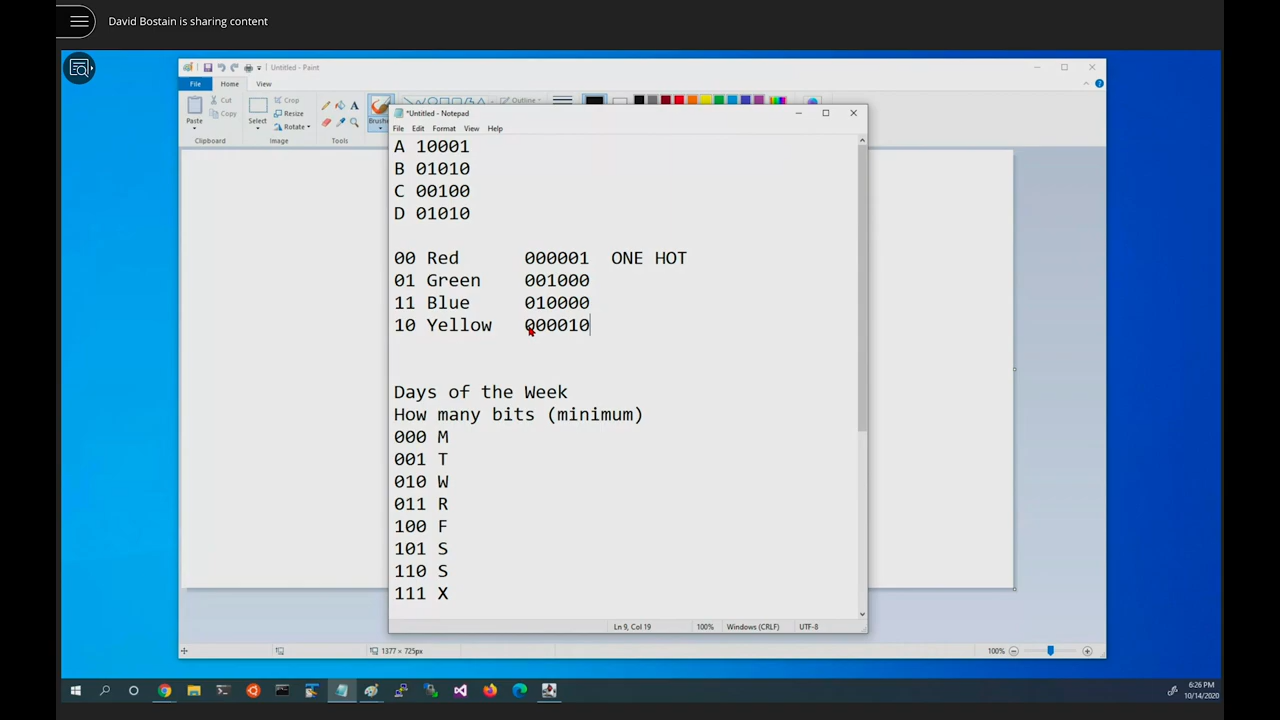 David Bostain is sharing content
Untitled - Paint
File Home View
Cut
Copy
Paste
Clipboard
Crop
Resize
Rotate
Select
Image
Tools
Brushes
Outline
*Untitled - Notepad
File Edit Format View Help
A 10001
B 01010
C 00100
D 01010
00 Red 000001 ONE HOT
01 Green 001000
11 Blue 010000
10 Yellow 000010
Days of the Week
How many bits (minimum)
000 M
001 T
010 W
011 R
100 F
101 S
110 S
111 X
Ln 9, Col 19 100% Windows (CRLF) UTF-8
1377 × 725px 100%
6:26 PM
10/14/2020